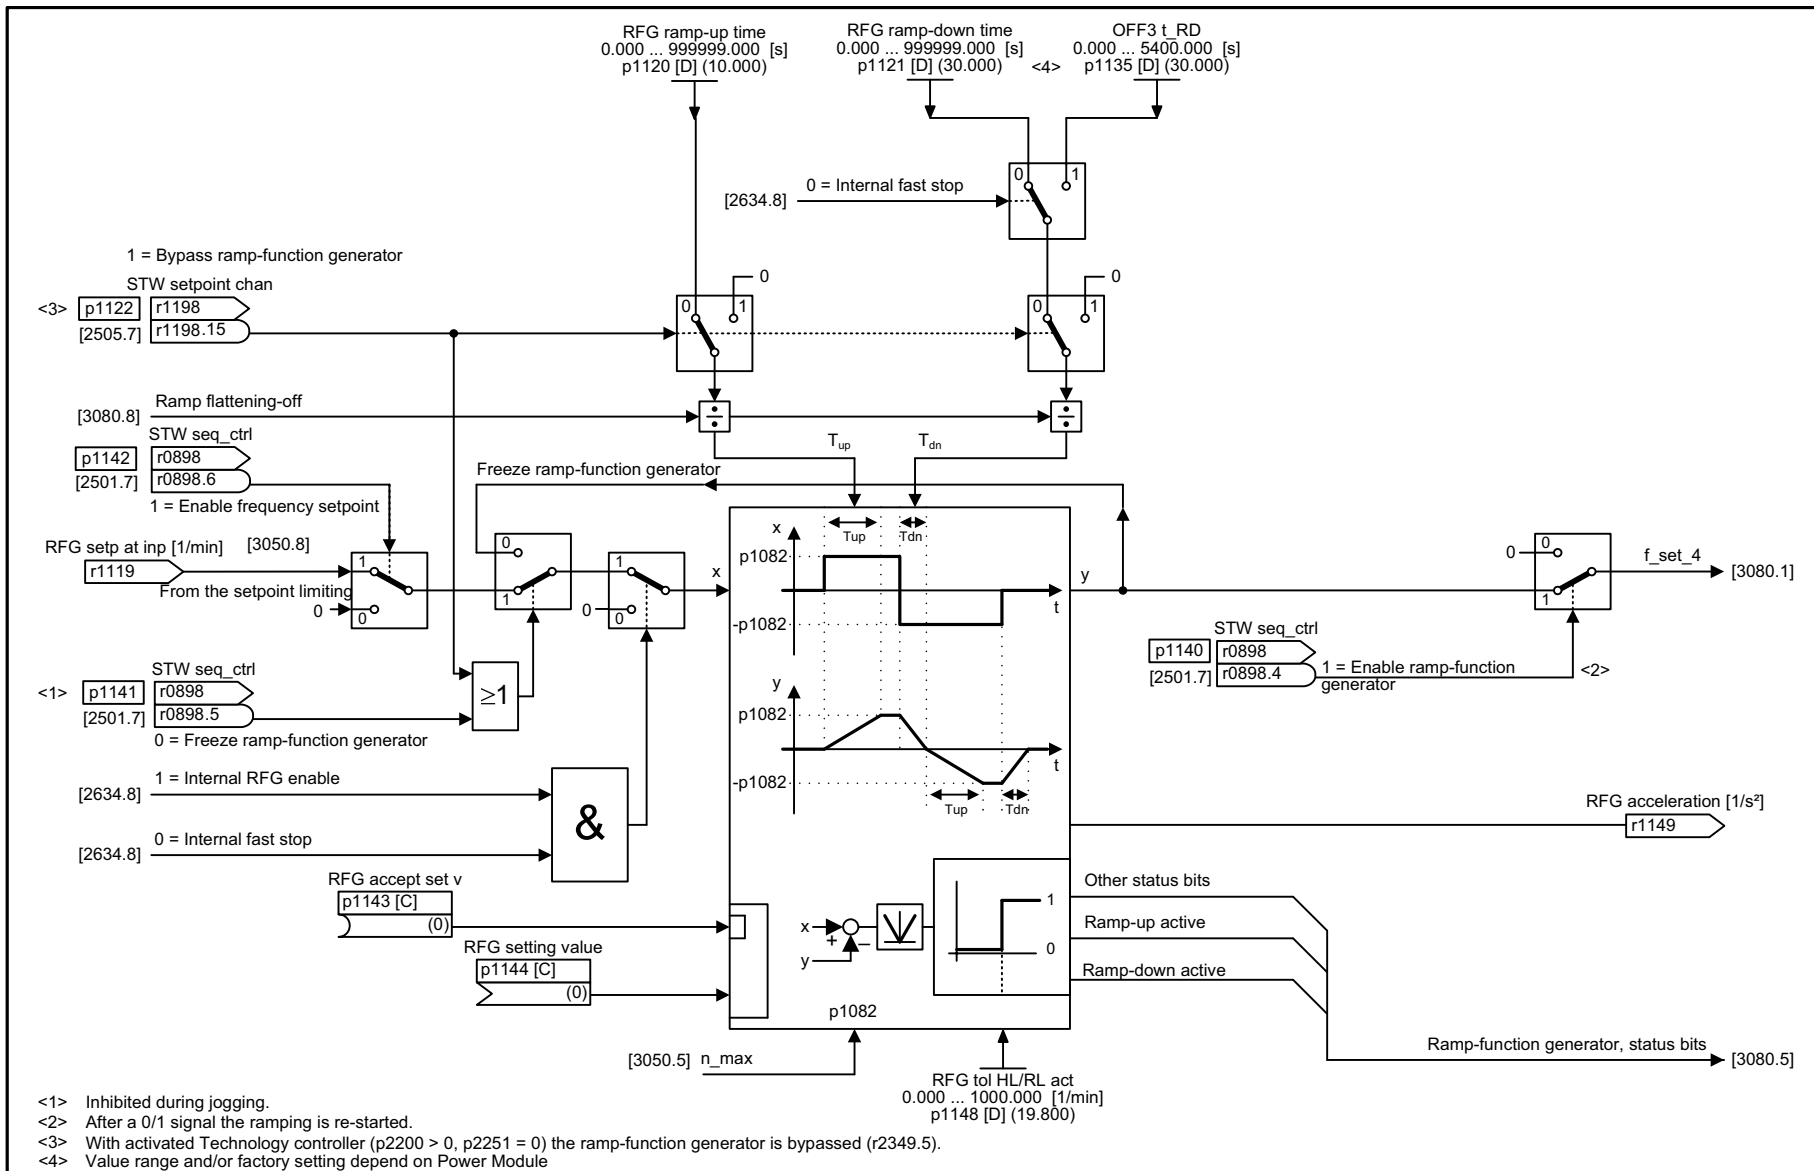 RFG ramp-up time
0.000 ... 999999.000 [s]
p1120 [D] (10.000)
RFG ramp-down time
0.000 ... 999999.000 [s]
p1121 [D] (30.000)
<4>
OFF3 t_RD
0.000 ... 5400.000 [s]
p1135 [D] (30.000)
0 1
0 = Internal fast stop
[2634.8]
1 = Bypass ramp-function generator
STW setpoint chan
<3> p1122 r1198
[2505.7] r1198.15
0
0 1
0
0 1
Ramp flattening-off
[3080.8]
÷ ÷
STW seq_ctrl
p1142 r0898
[2501.7] r0898.6
1 = Enable frequency setpoint
Tup Tdn
Freeze ramp-function generator
RFG setp at inp [1/min] [3050.8]
r1119
From the setpoint limiting
1
0 0
0
1
1
0 0
x
x
Tup Tdn
p1082
-p1082
t
y
0 0
1
f_set_4
[3080.1]
STW seq_ctrl
p1140 r0898
[2501.7] r0898.4
1 = Enable ramp-function
generator
<2>
STW seq_ctrl
<1> p1141 r0898
[2501.7] r0898.5
0 = Freeze ramp-function generator
≥1
y
p1082
-p1082
t
Tup Tdn
1 = Internal RFG enable
[2634.8]
0 = Internal fast stop
[2634.8]
&
RFG acceleration [1/s²]
r1149
RFG accept set v
p1143 [C]
(0)
RFG setting value
p1144 [C]
(0)
x
+ –
y
1
0
Other status bits
Ramp-up active
Ramp-down active
p1082
[3050.5] n_max
RFG tol HL/RL act
0.000 ... 1000.000 [1/min]
p1148 [D] (19.800)
Ramp-function generator, status bits
[3080.5]
<1> Inhibited during jogging.
<2> After a 0/1 signal the ramping is re-started.
<3> With activated Technology controller (p2200 > 0, p2251 = 0) the ramp-function generator is bypassed (r2349.5).
<4> Value range and/or factory setting depend on Power Module